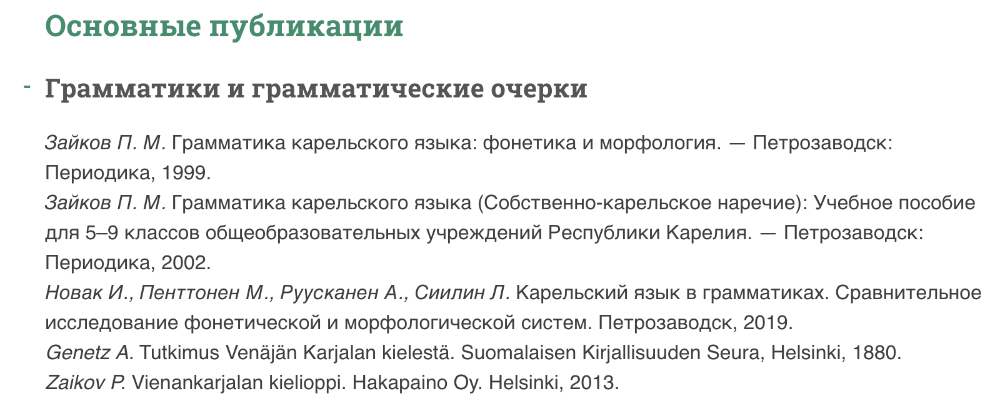 Основные публикации
- Грамматики и грамматические очерки
Зайков П. М. Грамматика карельского языка: фонетика и морфология. — Петрозаводск:
Периодика, 1999.
Зайков П. М. Грамматика карельского языка (Собственно-карельское наречие): Учебное пособие
для 5–9 классов общеобразовательных учреждений Республики Карелия. — Петрозаводск:
Периодика, 2002.
Новак И., Пенттонен М., Руусканен А., Сиилин Л. Карельский язык в грамматиках. Сравнительное
исследование фонетической и морфологической систем. Петрозаводск, 2019.
Genetz A. Tutkimus Venäjän Karjalan kielestä. Suomalaisen Kirjallisuuden Seura, Helsinki, 1880.
Zaikov P. Vienankarjalan kielioppi. Hakapaino Oy. Helsinki, 2013.